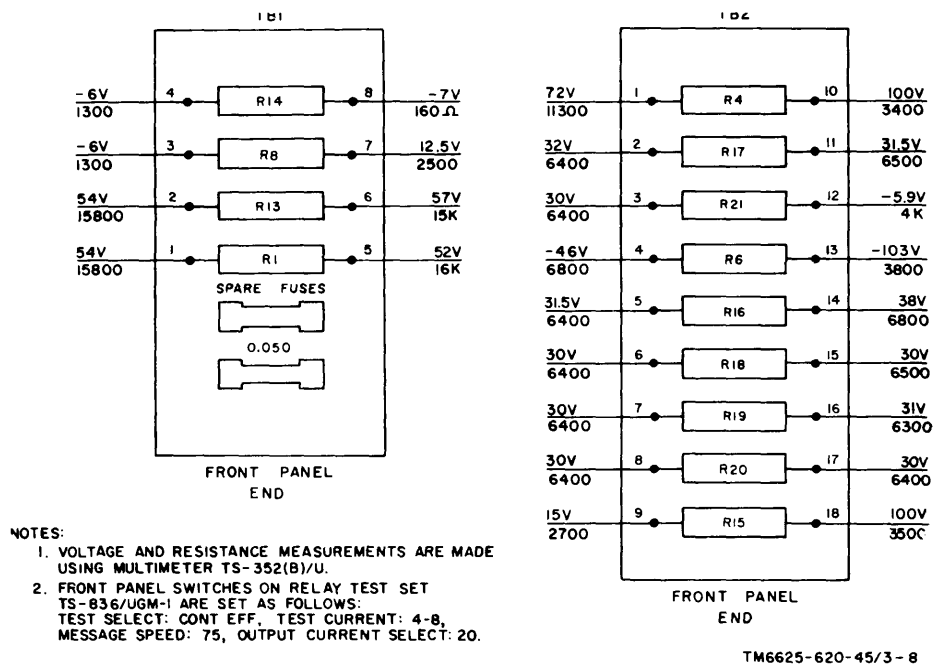 TB1
-6V 4 R14 8 -7V
1300 160Ω
-6V 3 R8 7 12.5V
1300 2500
54V 2 R13 6 57V
15800 15K
54V 1 R1 5 52V
15800 16K
SPARE FUSES
0.050
FRONT PANEL
END
TB2
72V 1 R4 10 100V
11300 3400
32V 2 R17 11 31.5V
6400 6500
30V 3 R21 12 -5.9V
6400 4K
-46V 4 R6 13 -103V
6800 3800
31.5V 5 R16 14 38V
6400 6800
30V 6 R18 15 30V
6400 6500
30V 7 R19 16 31V
6400 6300
30V 8 R20 17 30V
6400 6400
15V 9 R15 18 100V
2700 3500
FRONT PANEL
END
NOTES:
1. VOLTAGE AND RESISTANCE MEASUREMENTS ARE MADE
USING MULTIMETER TS-352(B)/U.
2. FRONT PANEL SWITCHES ON RELAY TEST SET
TS-836/UGM-1 ARE SET AS FOLLOWS:
TEST SELECT: CONT EFF, TEST CURRENT: 4-8,
MESSAGE SPEED: 75, OUTPUT CURRENT SELECT: 20.
TM6625-620-45/3-8